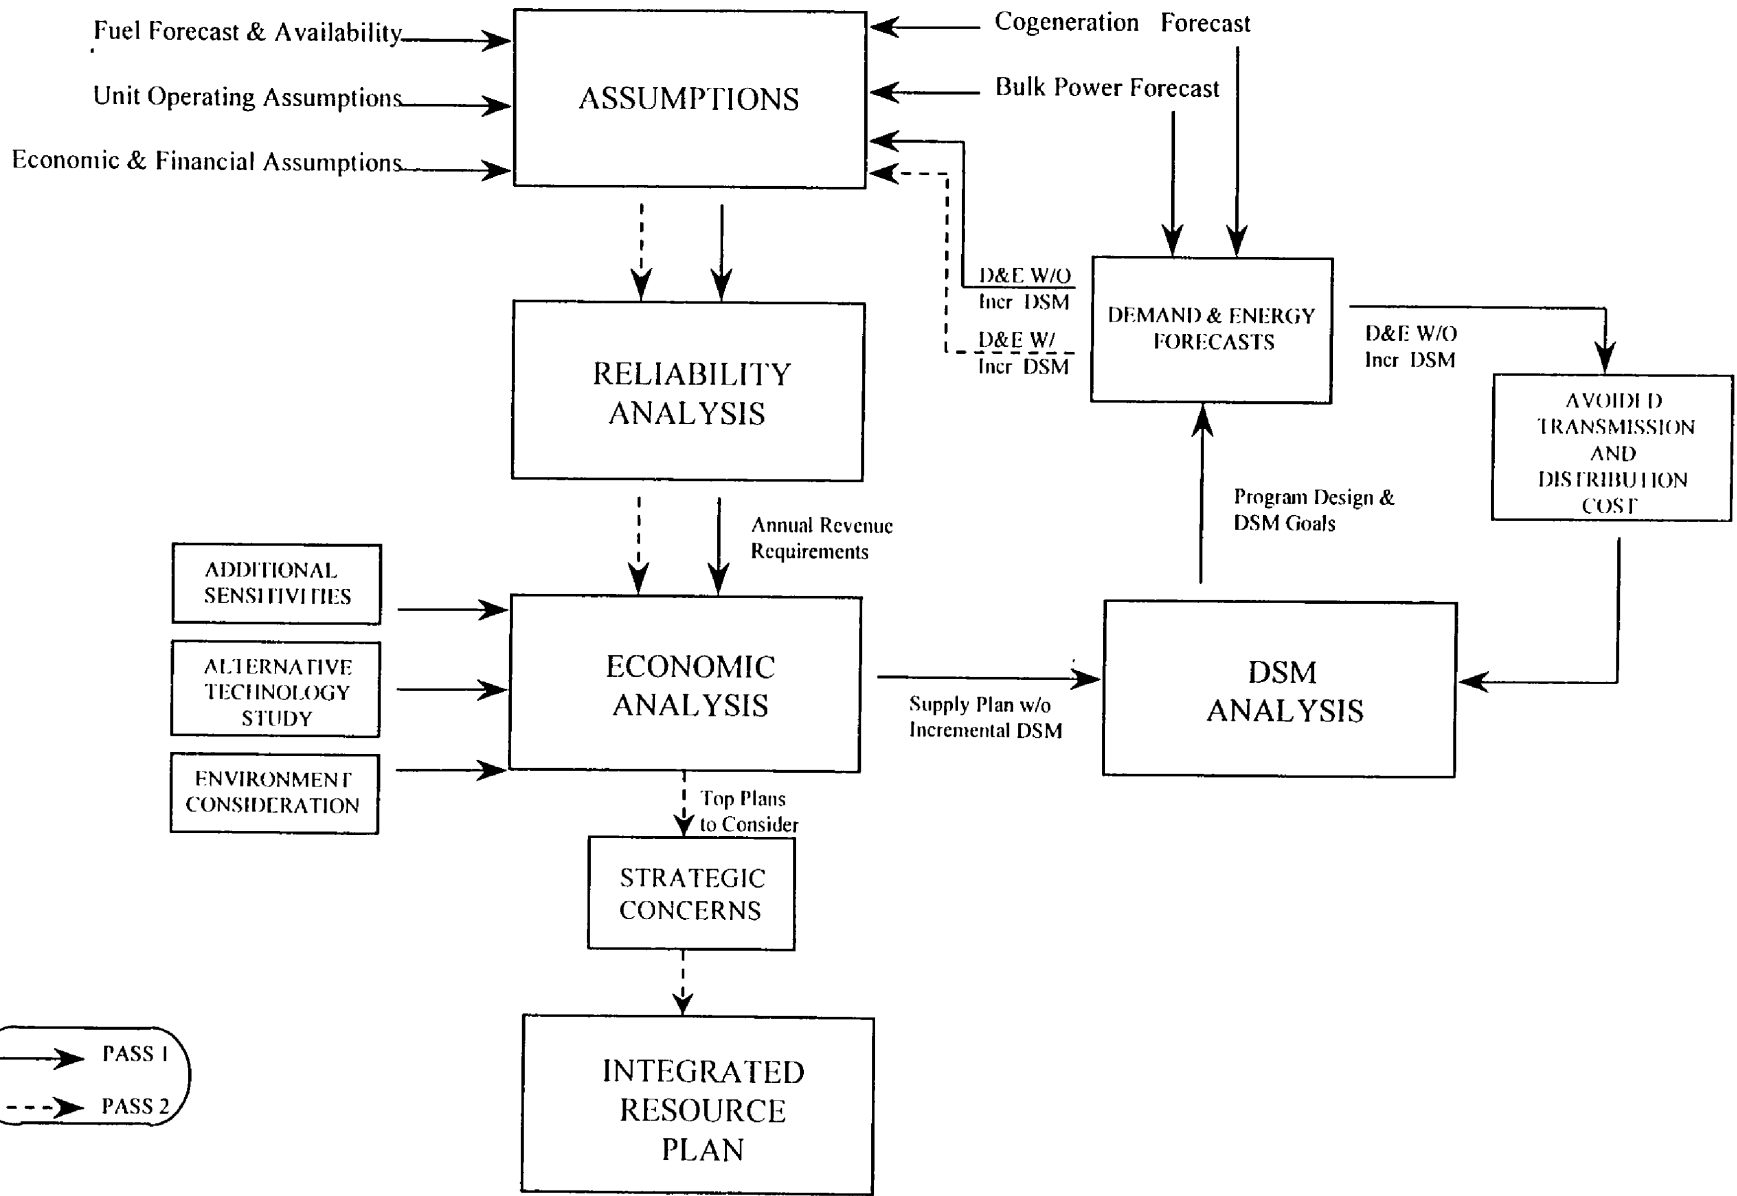 Fuel Forecast & Availability
Unit Operating Assumptions
Economic & Financial Assumptions
ASSUMPTIONS
Cogeneration Forecast
Bulk Power Forecast
D&E W/O
Incr DSM
D&E W/
Incr DSM
DEMAND & ENERGY
FORECASTS
D&E W/O
Incr DSM
AVOIDED
TRANSMISSION
AND
DISTRIBUTION
COST
RELIABILITY
ANALYSIS
Annual Revenue
Requirements
Program Design &
DSM Goals
ADDITIONAL
SENSITIVITIES
ALTERNATIVE
TECHNOLOGY
STUDY
ENVIRONMENT
CONSIDERATION
ECONOMIC
ANALYSIS
Supply Plan w/o
Incremental DSM
DSM
ANALYSIS
Top Plans
to Consider
STRATEGIC
CONCERNS
INTEGRATED
RESOURCE
PLAN
PASS 1
PASS 2